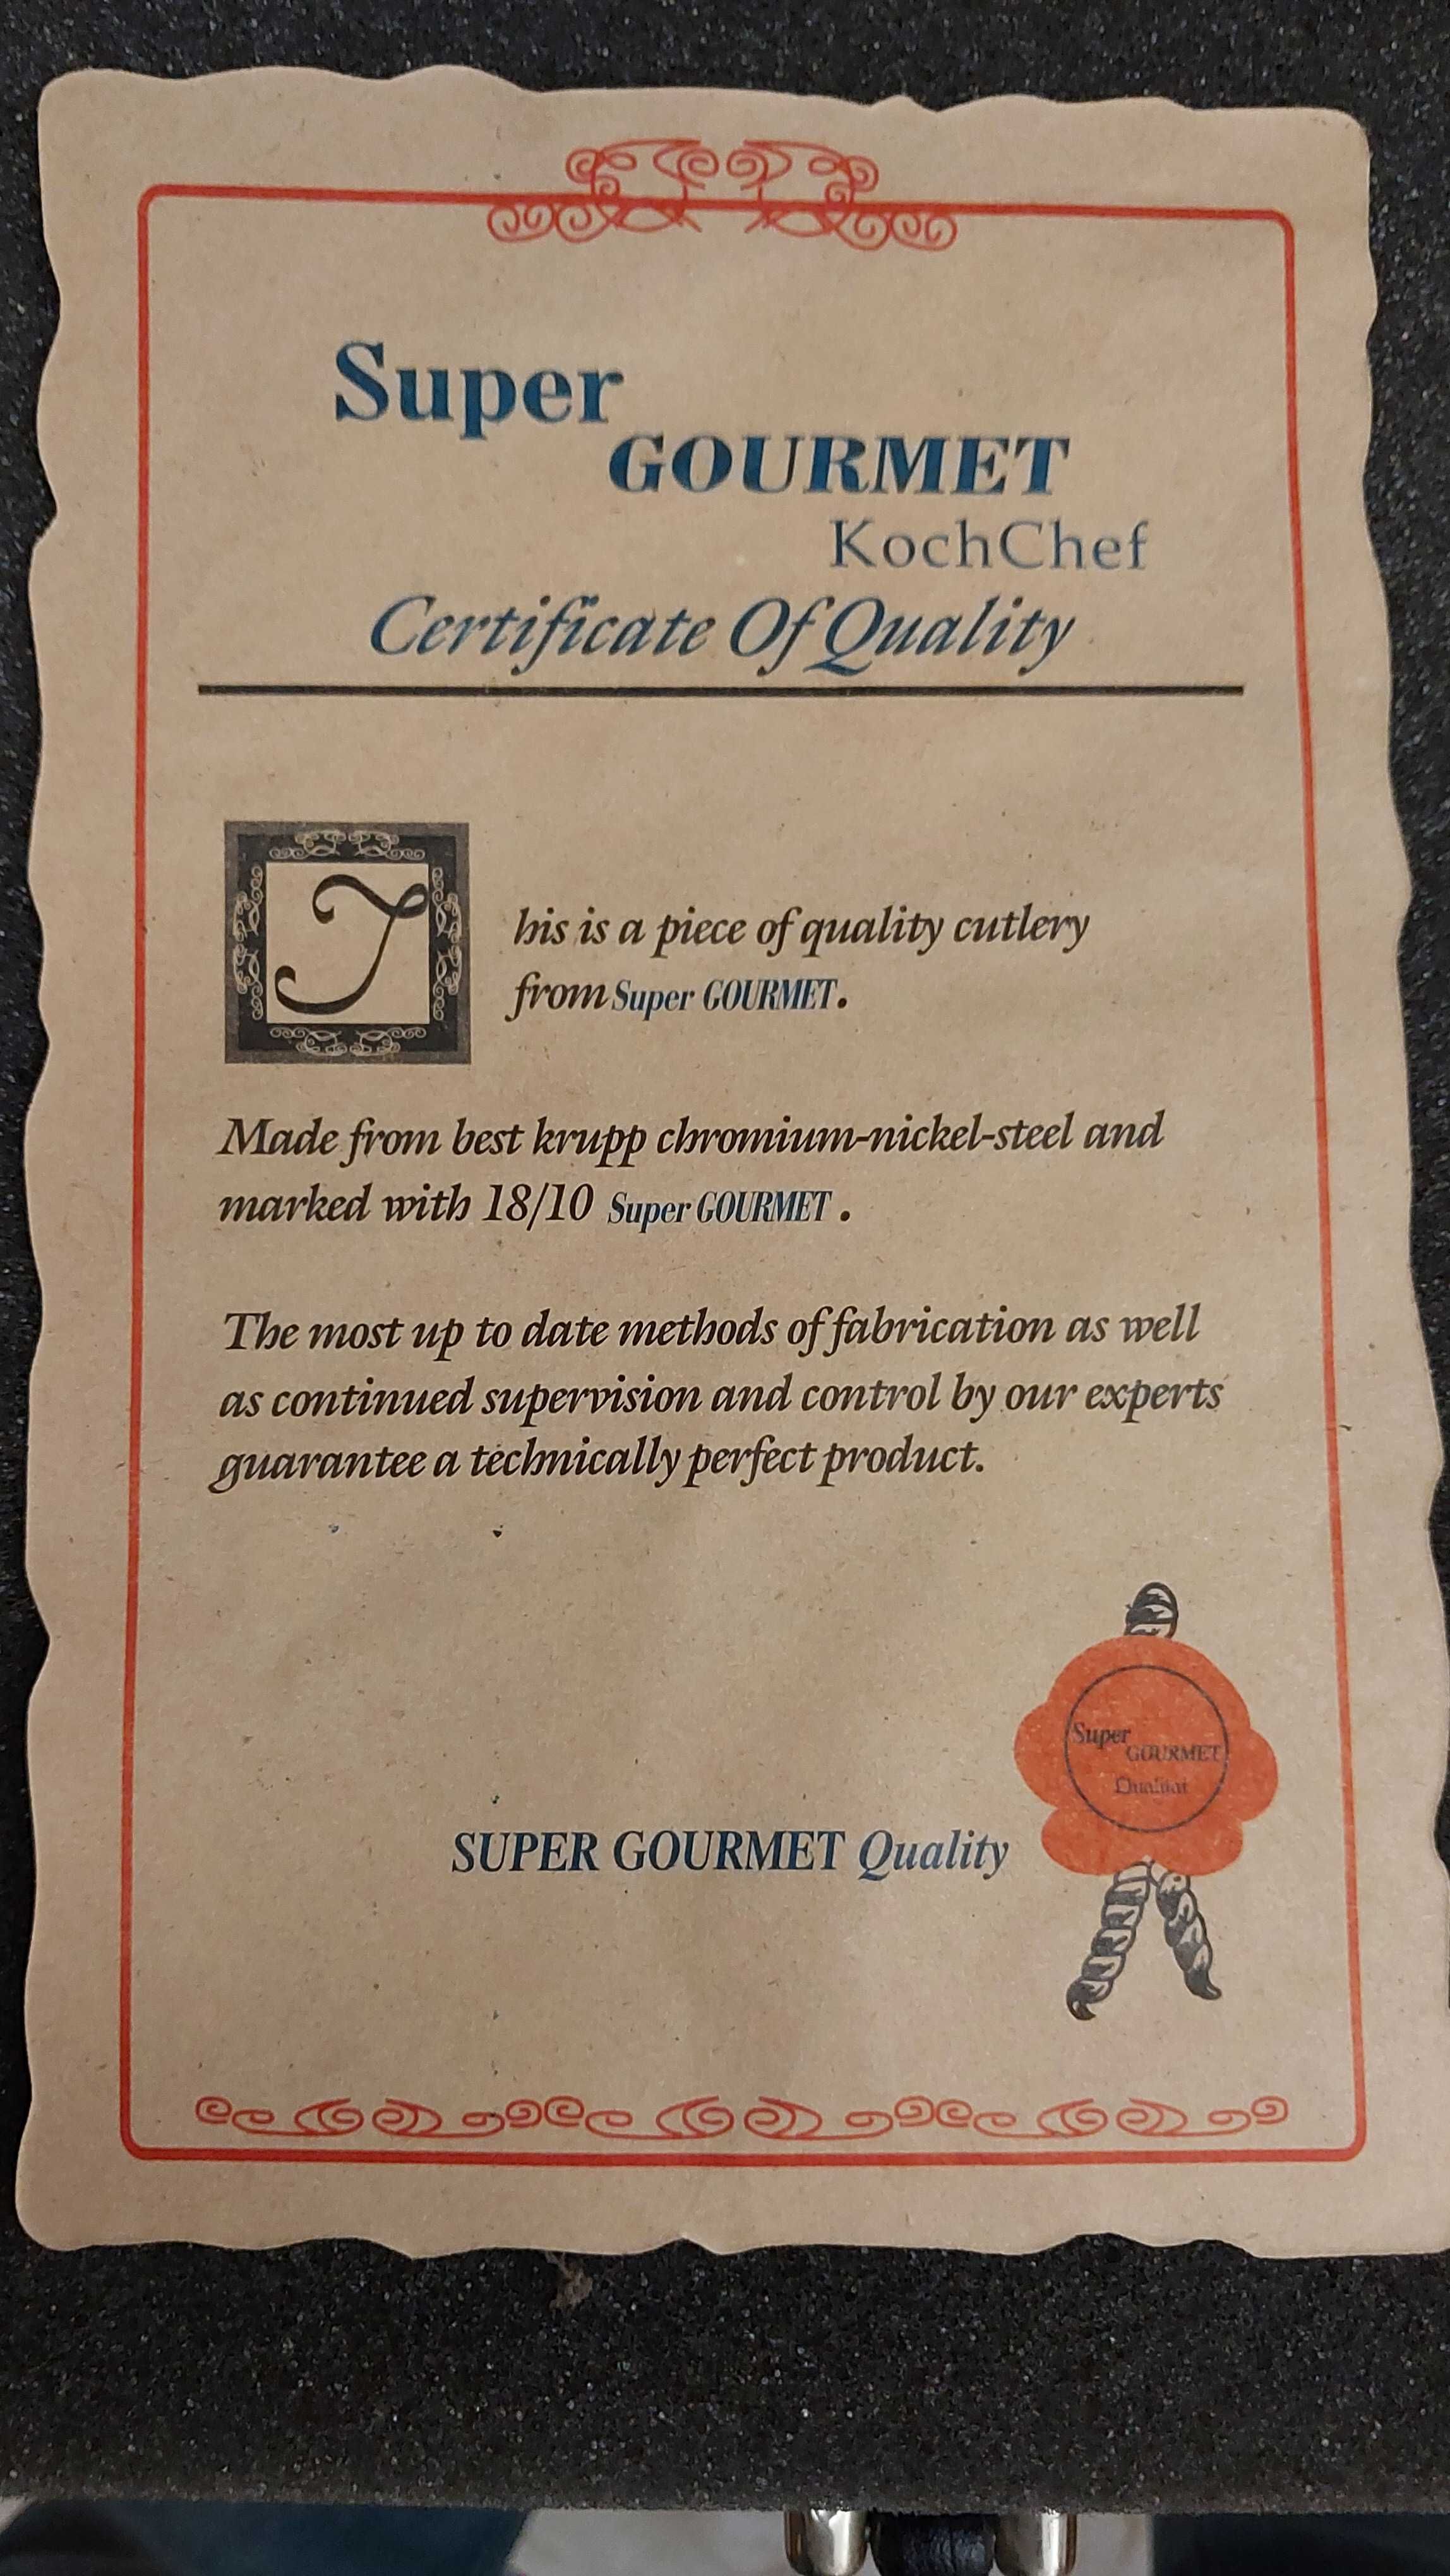 Super
GOURMET
KochChef
Certificate Of Quality
This is a piece of quality cutlery
from Super GOURMET.
Made from best krupp chromium-nickel-steel and
marked with 18/10 Super GOURMET .
The most up to date methods of fabrication as well
as continued supervision and control by our experts
guarantee a technically perfect product.
Super
GOURMET
Qualitat
SUPER GOURMET Quality